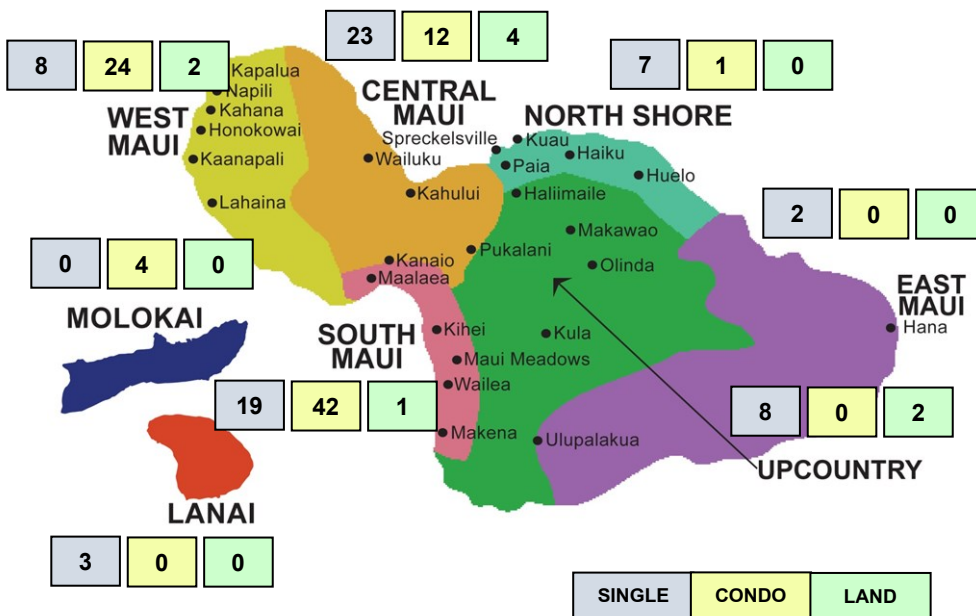 23 12 4
8 24 2
7 1 0
Kapalua
Napili
Kahana
Honokowai
Kaanapali
Lahaina
WEST
MAUI
CENTRAL
MAUI
Wailuku
Kahului
NORTH SHORE
Spreckelsville
Kuau
Paia
Haiku
Huelo
Haliimaile
Makawao
Pukalani
Olinda
Kula
2 0 0
EAST
MAUI
Hana
0 4 0
MOLOKAI
Kanaio
Maalaea
SOUTH
MAUI
Kihei
Maui Meadows
Wailea
Makena
19 42 1
Ulupalakua
8 0 2
UPCOUNTRY
LANAI
3 0 0
SINGLE CONDO LAND